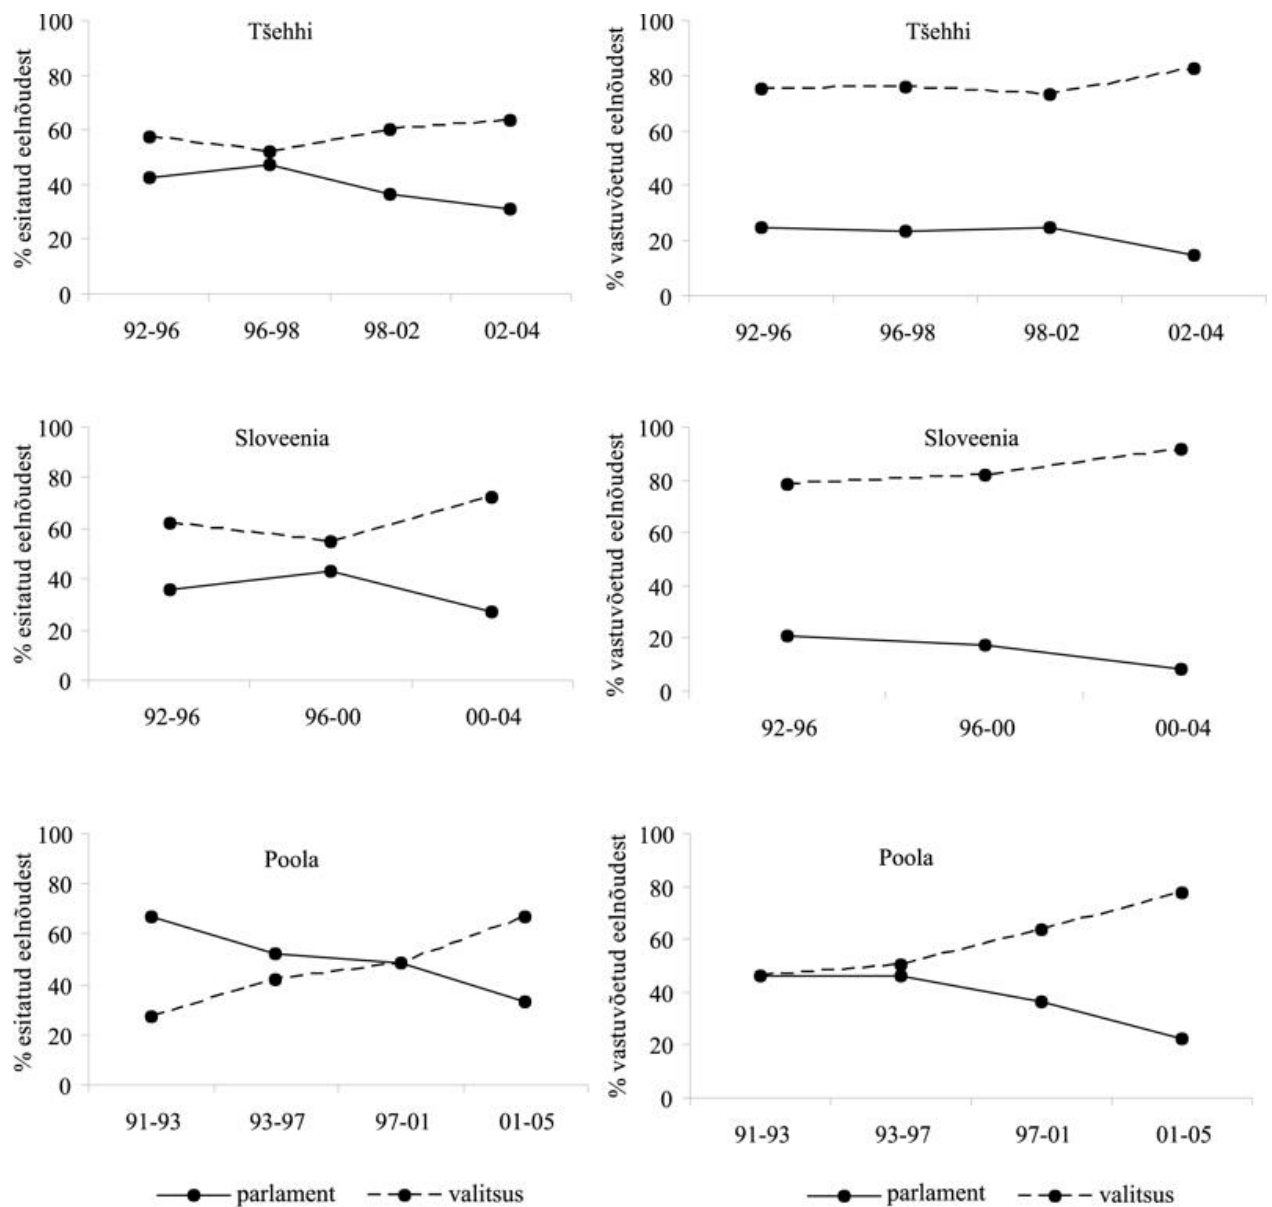 Tšehhi
% esitatud eelnõudest
100
80
60
40
20
0
92-96 96-98 98-02 02-04
Tšehhi
% vastuvõetud eelnõudest
100
80
60
40
20
0
92-96 96-98 98-02 02-04
Sloveenia
% esitatud eelnõudest
100
80
60
40
20
0
92-96 96-00 00-04
Sloveenia
% vastuvõetud eelnõudest
100
80
60
40
20
0
92-96 96-00 00-04
Poola
% esitatud eelnõudest
100
80
60
40
20
0
91-93 93-97 97-01 01-05
Poola
% vastuvõetud eelnõudest
100
80
60
40
20
0
91-93 93-97 97-01 01-05
parlament valitsus
parlament valitsus